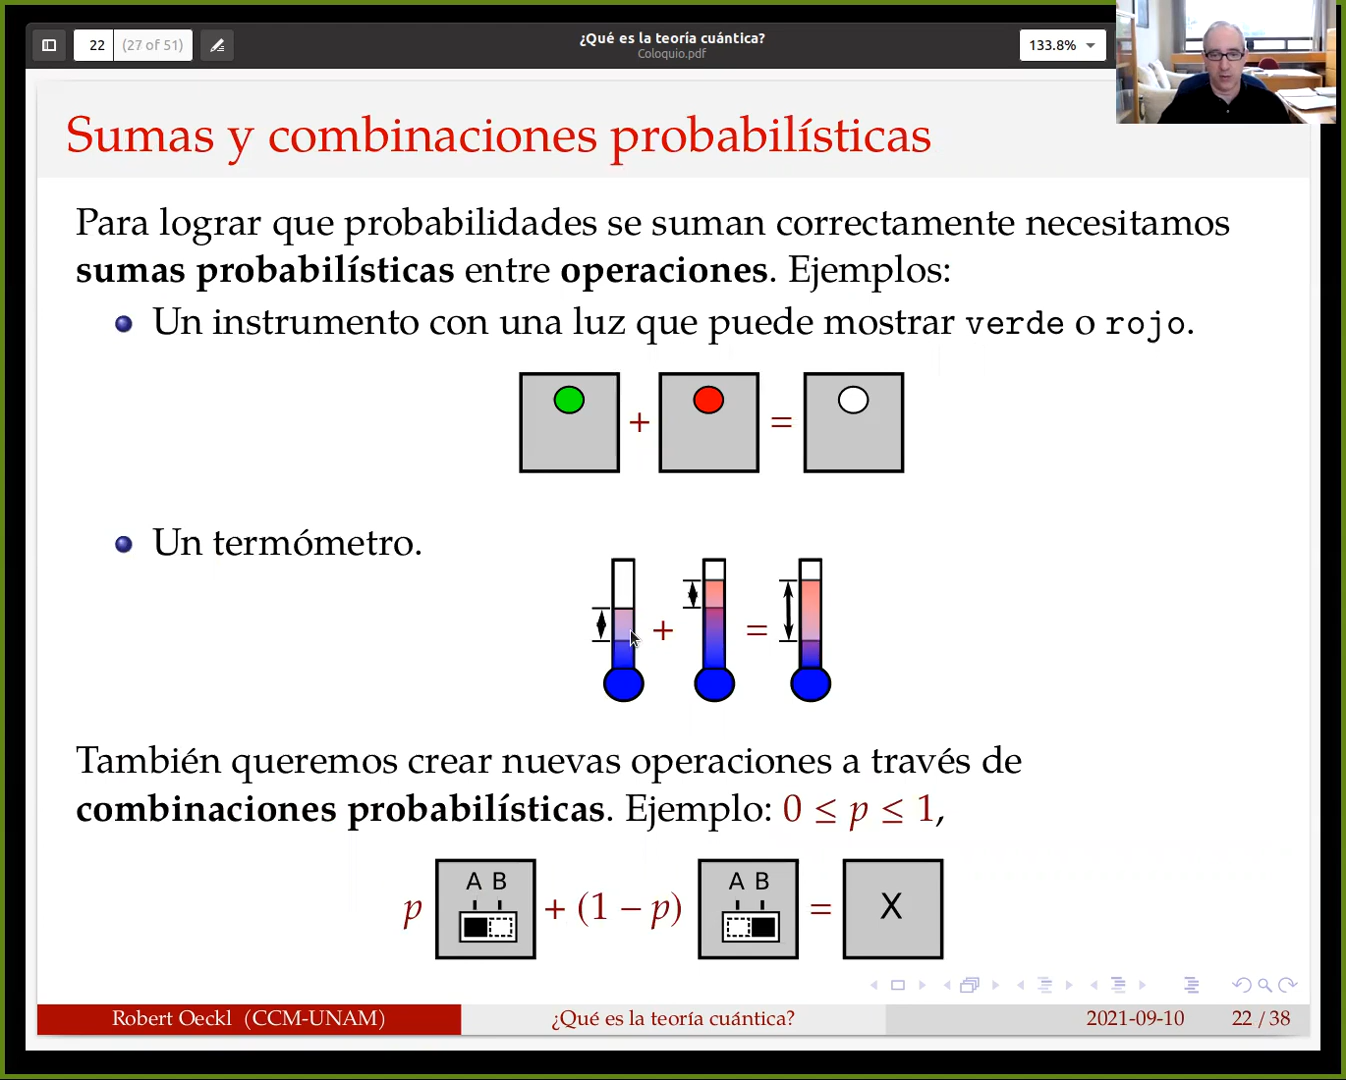 22 (27 of 51)
¿Qué es la teoría cuántica?
Coloquio.pdf
133.8%
Sumas y combinaciones probabilísticas
Para lograr que probabilidades se suman correctamente necesitamos
sumas probabilísticas entre operaciones. Ejemplos:
Un instrumento con una luz que puede mostrar verde o rojo.
+ =
Un termómetro.
+ =
También queremos crear nuevas operaciones a través de
combinaciones probabilísticas. Ejemplo: 0 ≤ p ≤ 1,
p A B + (1 − p) A B = X
Robert Oeckl (CCM-UNAM) ¿Qué es la teoría cuántica? 2021-09-10 22 / 38